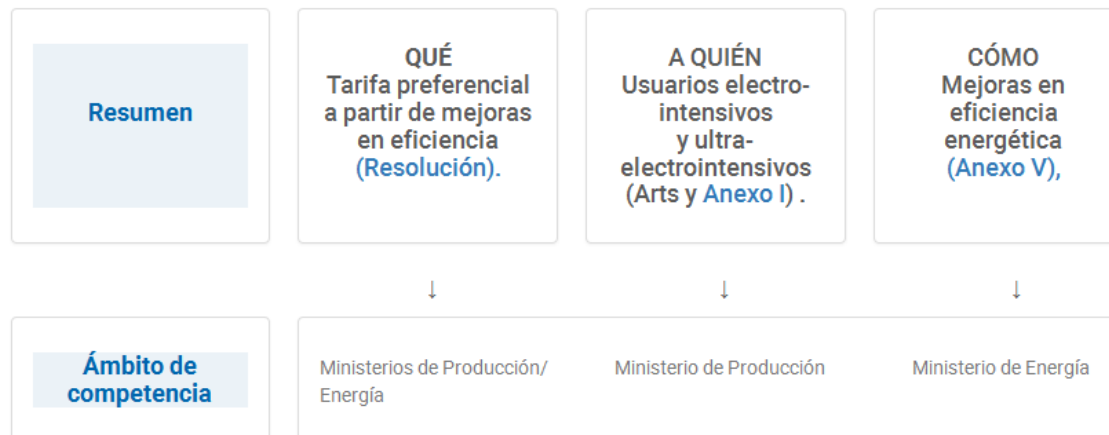 Resumen
QUÉ
Tarifa preferencial
a partir de mejoras
en eficiencia
(Resolución).
A QUIÉN
Usuarios electro-
intensivos
y ultra-
electrointensivos
(Arts y Anexo I) .
CÓMO
Mejoras en
eficiencia
energética
(Anexo V),
↓ ↓ ↓
Ámbito de
competencia
Ministerios de Producción/
Energía
Ministerio de Producción
Ministerio de Energía